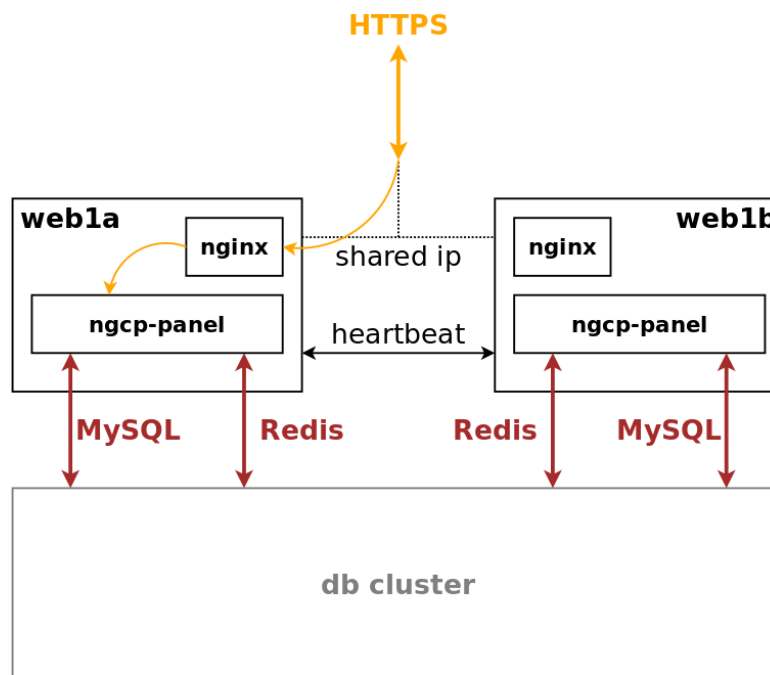 HTTPS
web1a
web1b
nginx
nginx
shared ip
ngcp-panel
ngcp-panel
heartbeat
MySQL
Redis
Redis
MySQL
db cluster